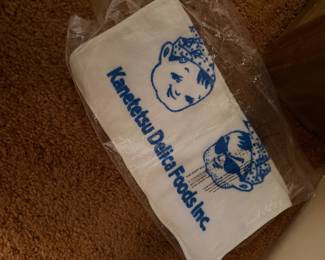 Kanetetsu Delica Foods Inc.